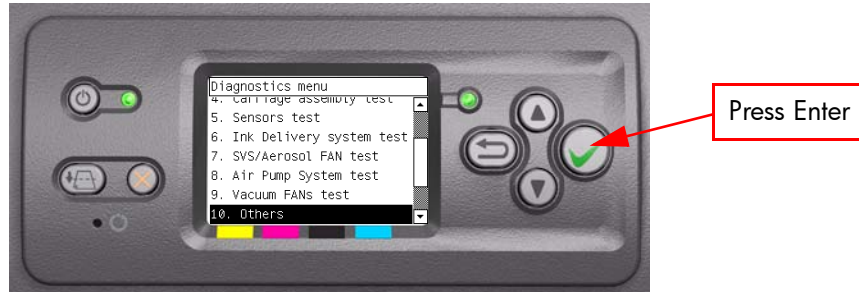 Diagnostics menu
4. Carriage assembly test
5. Sensors test
6. Ink Delivery system test
7. SVS/Aerosol FAN test
8. Air Pump System test
9. Vacuum FANs test
10. Others
Press Enter